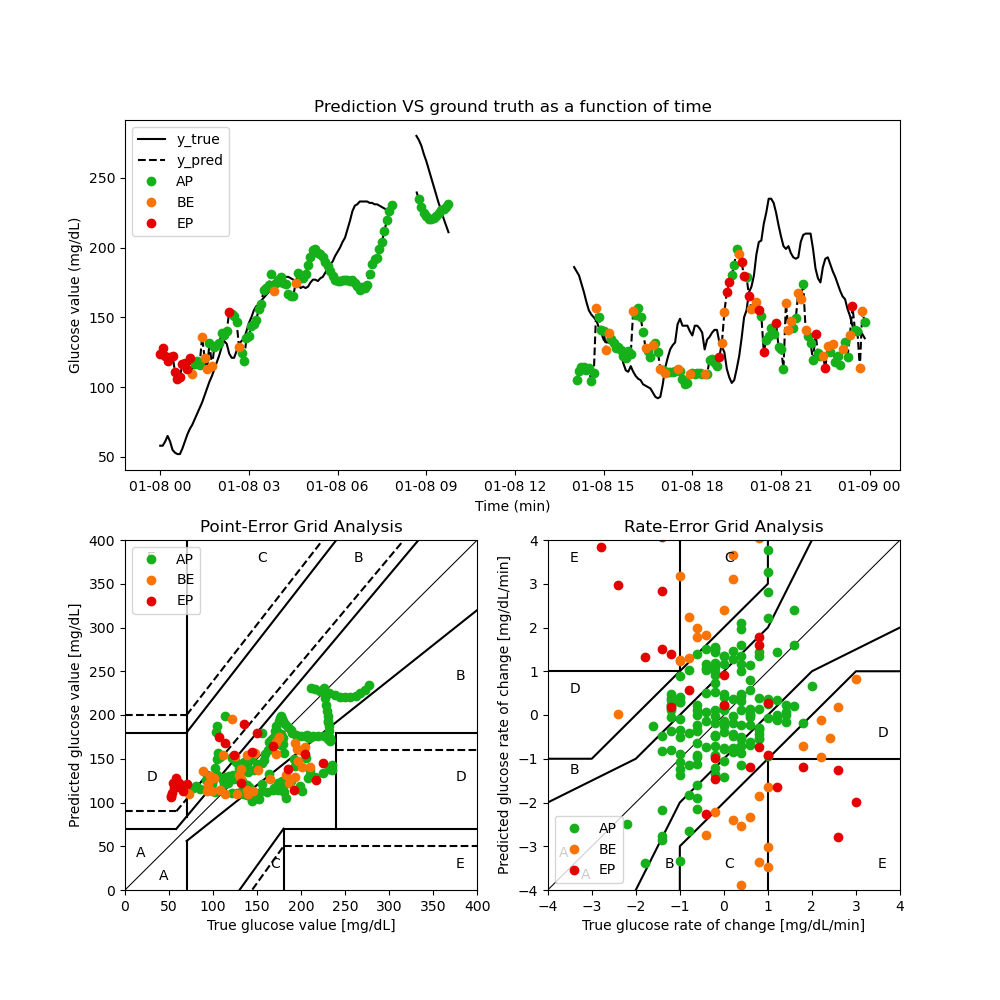 Prediction VS ground truth as a function of time
Glucose value (mg/dL)
y_true
y_pred
AP
BE
EP
250
200
150
100
50
01-08 00 01-08 03 01-08 06 01-08 09 01-08 12 01-08 15 01-08 18 01-08 21 01-09 00
Time (min)
Point-Error Grid Analysis
Predicted glucose value [mg/dL]
400
350
300
250
200
150
100
50
0
AP
BE
EP
E
C
B
B
D
D
A
A
C
E
0 50 100 150 200 250 300 350 400
True glucose value [mg/dL]
Rate-Error Grid Analysis
Predicted glucose rate of change [mg/dL/min]
4
3
2
1
0
−1
−2
−3
−4
E
C
D
D
B
A
A
B
C
E
AP
BE
EP
−4 −3 −2 −1 0 1 2 3 4
True glucose rate of change [mg/dL/min]